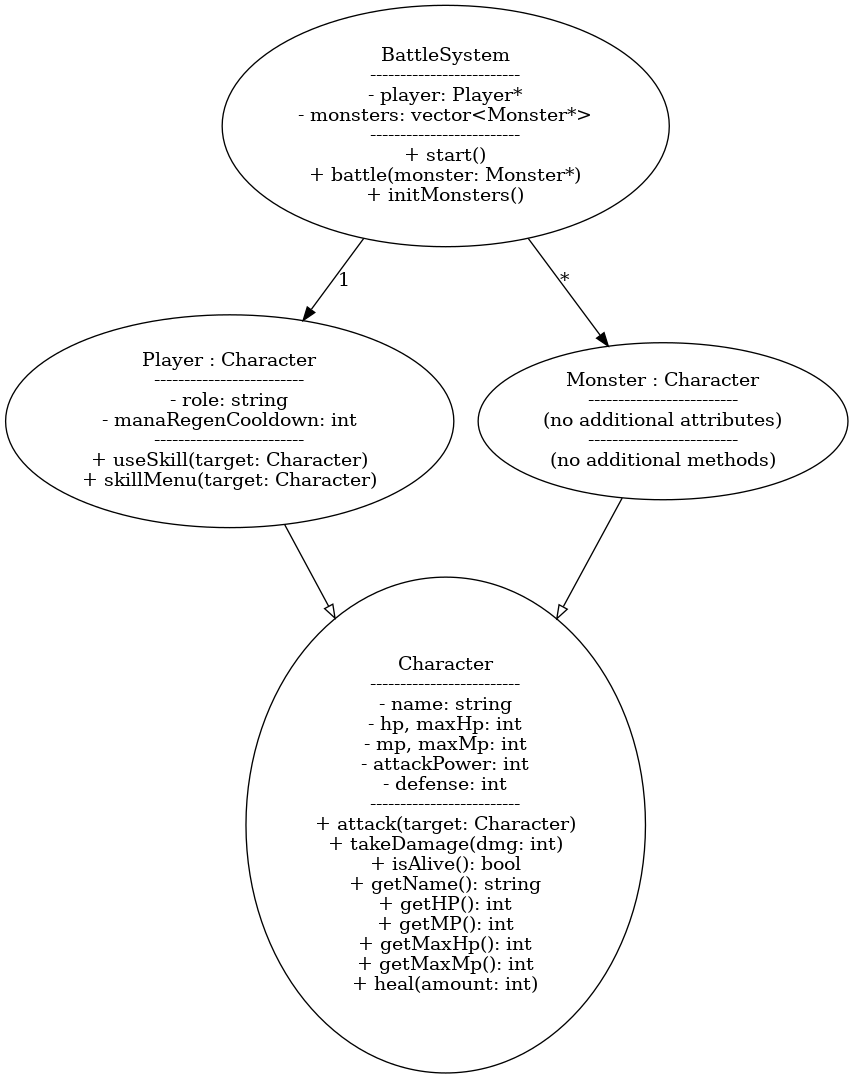 BattleSystem
-------------------------
- player: Player*
- monsters: vector<Monster*>
-------------------------
+ start()
+ battle(monster: Monster*)
+ initMonsters()
1
*
Player : Character
-------------------------
- role: string
- manaRegenCooldown: int
-------------------------
+ useSkill(target: Character)
+ skillMenu(target: Character)
Monster : Character
-------------------------
(no additional attributes)
-------------------------
(no additional methods)
Character
-------------------------
- name: string
- hp, maxHp: int
- mp, maxMp: int
- attackPower: int
- defense: int
-------------------------
+ attack(target: Character)
+ takeDamage(dmg: int)
+ isAlive(): bool
+ getName(): string
+ getHP(): int
+ getMP(): int
+ getMaxHp(): int
+ getMaxMp(): int
+ heal(amount: int)